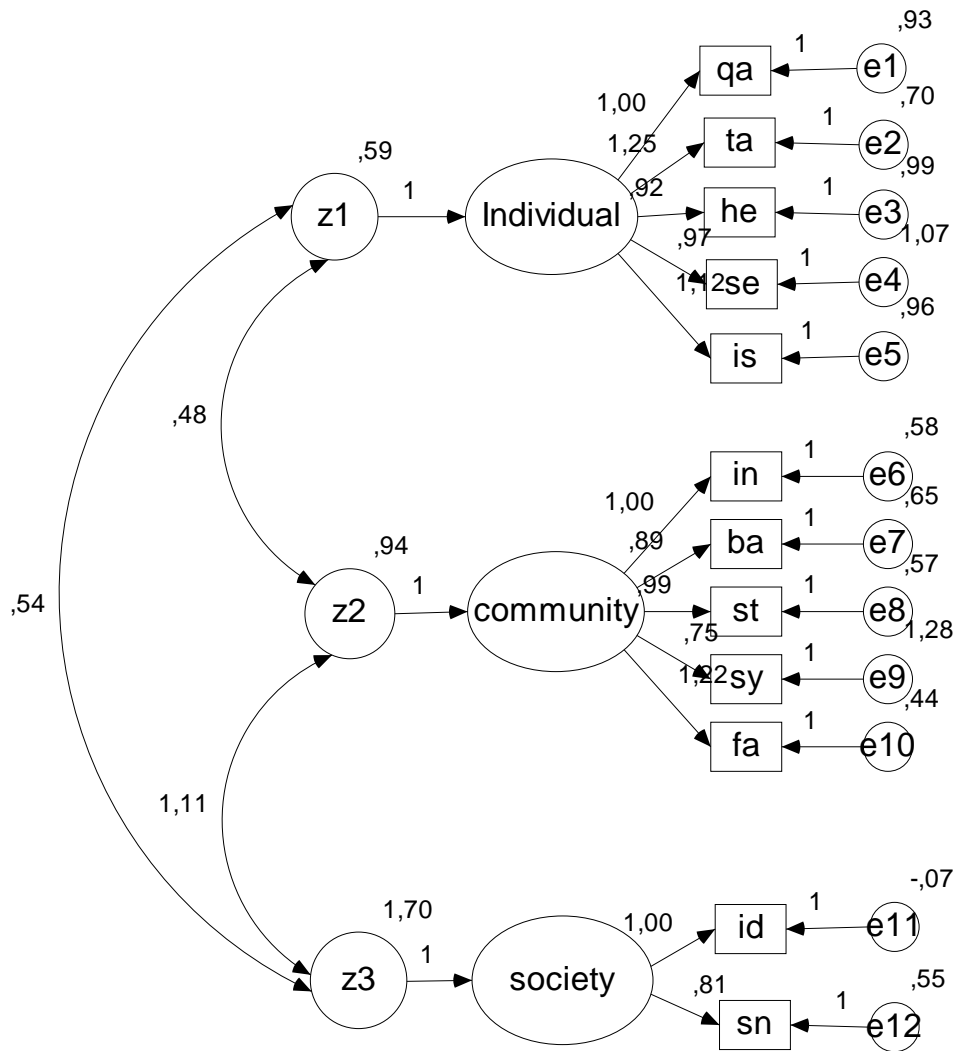 ,93
1
qa
e1
1,00
,70
1
ta
e2
1,25
,59
,99
1
z1
1
Individual
,92
he
e3
1,07
,97
1
1,12
se
e4
,96
1
is
e5
,48
,58
1
in
e6
1,00
,65
1
ba
e7
,89
,94
,57
1
z2
1
community
,99
st
e8
1,28
,54
,75
1
1,22
sy
e9
,44
1
fa
e10
1,11
-,07
1,70
1
1,00
id
e11
z3
1
society
,55
,81
1
sn
e12